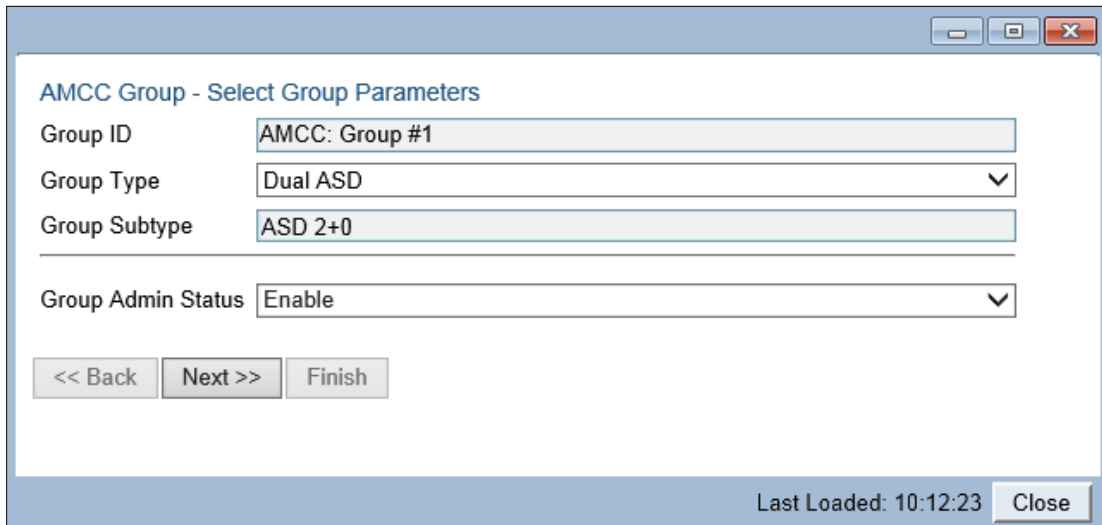 AMCC Group - Select Group Parameters
Group ID AMCC: Group #1
Group Type Dual ASD
Group Subtype ASD 2+0
Group Admin Status Enable
<< Back Next >> Finish
Last Loaded: 10:12:23 Close